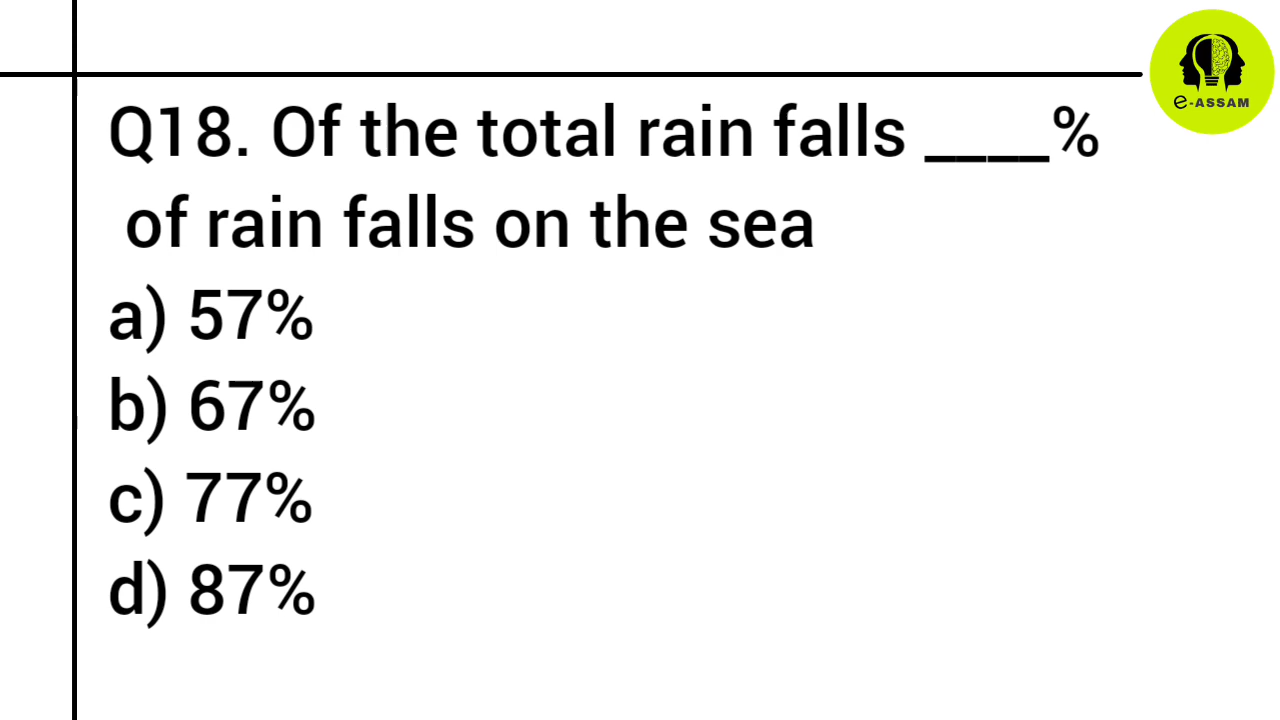 e-ASSAM
Q18. Of the total rain falls ____%
of rain falls on the sea
a) 57%
b) 67%
c) 77%
d) 87%